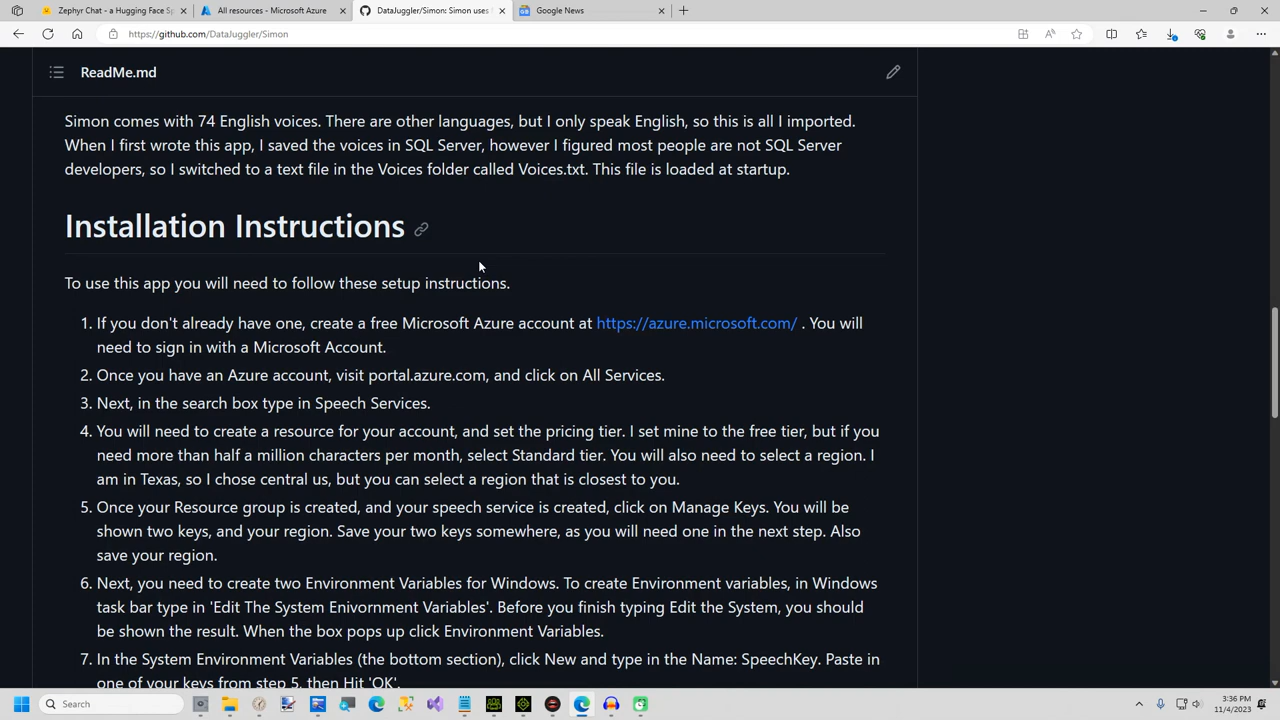 Zephyr Chat - a Hugging Face Sp
All resources - Microsoft Azure
DataJuggler/Simon: Simon uses
Google News
https://github.com/DataJuggler/Simon
ReadMe.md
Simon comes with 74 English voices. There are other languages, but I only speak English, so this is all I imported.
When I first wrote this app, I saved the voices in SQL Server, however I figured most people are not SQL Server
developers, so I switched to a text file in the Voices folder called Voices.txt. This file is loaded at startup.
Installation Instructions
To use this app you will need to follow these setup instructions.
1. If you don't already have one, create a free Microsoft Azure account at https://azure.microsoft.com/ . You will
need to sign in with a Microsoft Account.
2. Once you have an Azure account, visit portal.azure.com, and click on All Services.
3. Next, in the search box type in Speech Services.
4. You will need to create a resource for your account, and set the pricing tier. I set mine to the free tier, but if you
need more than half a million characters per month, select Standard tier. You will also need to select a region. I
am in Texas, so I chose central us, but you can select a region that is closest to you.
5. Once your Resource group is created, and your speech service is created, click on Manage Keys. You will be
shown two keys, and your region. Save your two keys somewhere, as you will need one in the next step. Also
save your region.
6. Next, you need to create two Environment Variables for Windows. To create Environment variables, in Windows
task bar type in 'Edit The System Enivornment Variables'. Before you finish typing Edit the System, you should
be shown the result. When the box pops up click Environment Variables.
7. In the System Environment Variables (the bottom section), click New and type in the Name: SpeechKey. Paste in
one of your keys from step 5, then Hit 'OK'.
Search
3:36 PM
11/4/2023